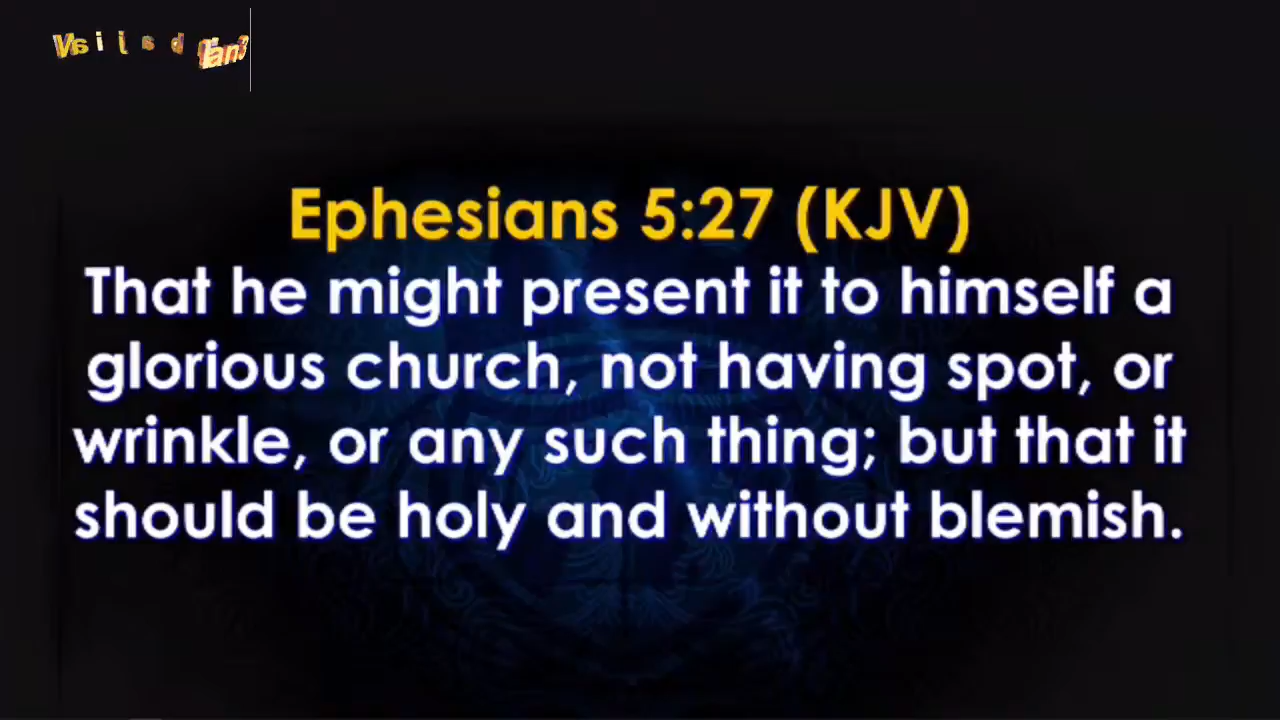 Ephesians 5:27 (KJV)
That he might present it to himself a
glorious church, not having spot, or
wrinkle, or any such thing; but that it
should be holy and without blemish.